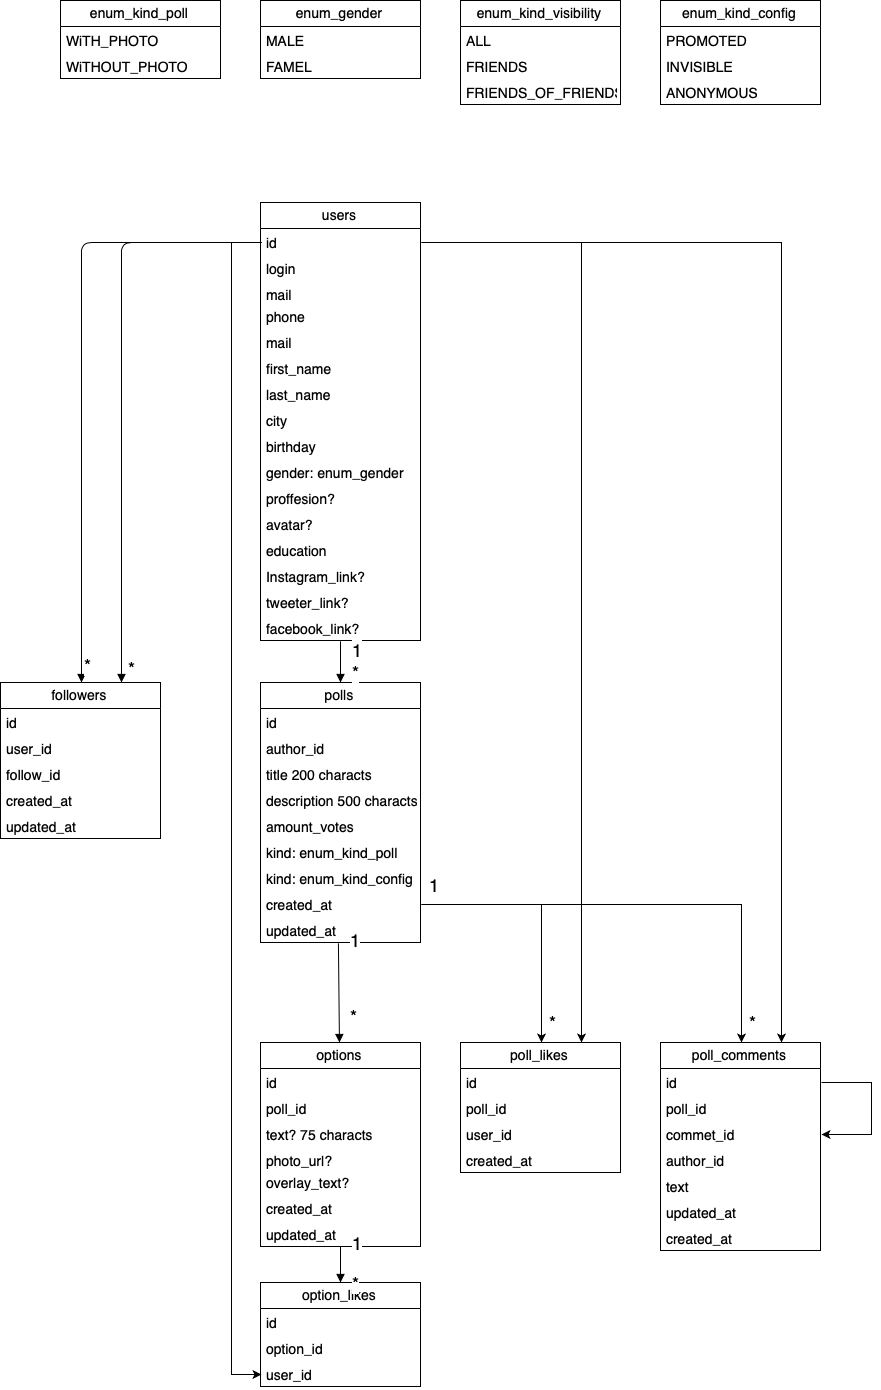 enum_kind_poll
WiTH_PHOTO
WiTHOUT_PHOTO
enum_gender
MALE
FAMEL
enum_kind_visibility
ALL
FRIENDS
FRIENDS_OF_FRIENDS
enum_kind_config
PROMOTED
INVISIBLE
ANONYMOUS
users
id
login
mail
phone
mail
first_name
last_name
city
birthday
gender: enum_gender
proffesion?
avatar?
education
Instagram_link?
tweeter_link?
facebook_link?
1
*
*
*
followers
id
user_id
follow_id
created_at
updated_at
polls
id
author_id
title 200 characts
description 500 characts
amount_votes
kind: enum_kind_poll
kind: enum_kind_config
created_at
updated_at
1
1
*
*
*
options
id
poll_id
text? 75 characts
photo_url?
overlay_text?
created_at
updated_at
1
*
poll_likes
id
poll_id
user_id
created_at
poll_comments
id
poll_id
commet_id
author_id
text
updated_at
created_at
option_likes
id
option_id
user_id